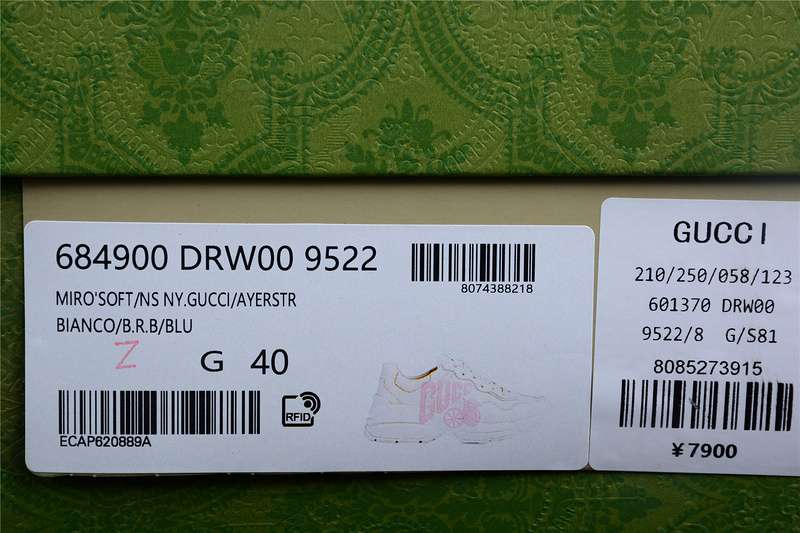 684900 DRW00 9522
8074388218
MIRO'SOFT/NS NY.GUCCI/AYERSTR
BIANCO/B.R.B/BLU
Z
G 40
RFID
ECAP620889A
GUCCI
GUCCI
210/250/058/123
601370 DRW00
9522/8 G/S81
8085273915
¥7900